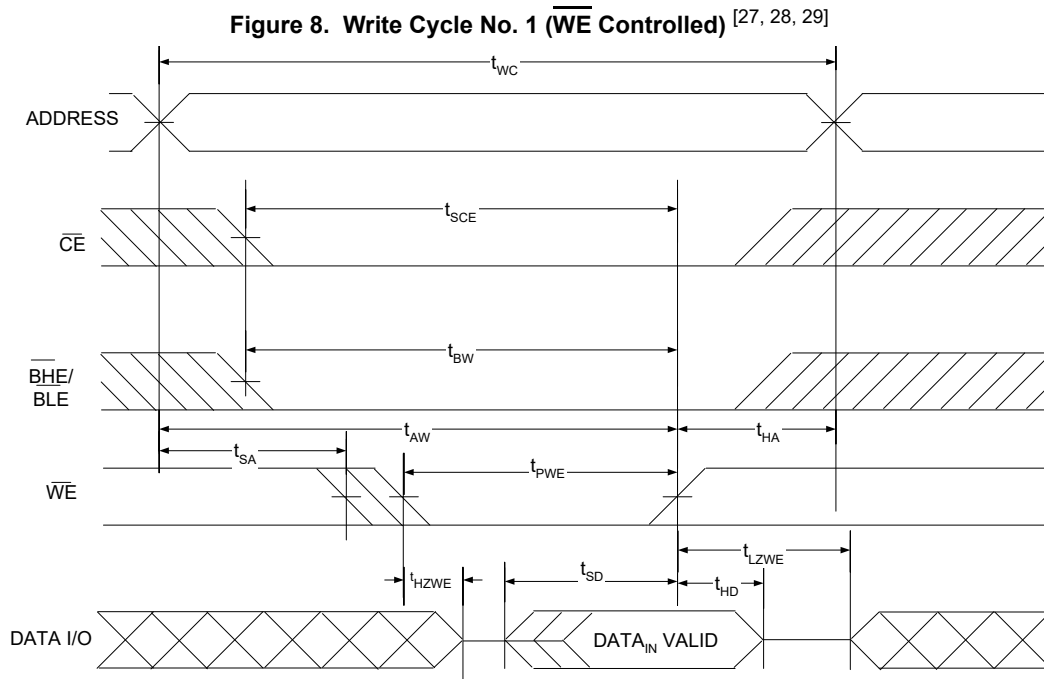 Figure 8. Write Cycle No. 1 (WE Controlled) [27, 28, 29]
tWC
ADDRESS
tSCE
CE
tBW
BHE/
BLE
tAW
tHA
tSA
tPWE
WE
tLZWE
tHZWE
tSD
tHD
DATA I/O
DATAIN VALID